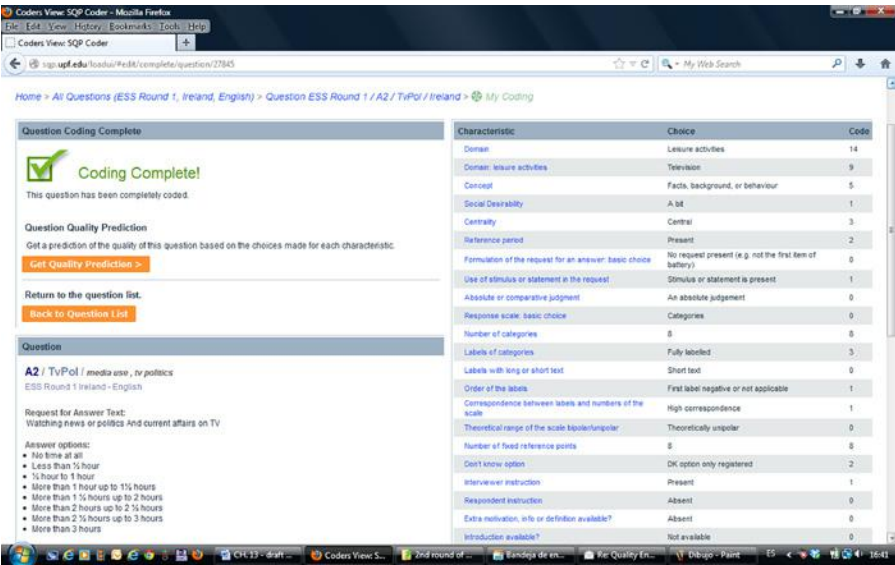 Coders View: SQP Coder - Mozilla Firefox
File Edit View History Bookmarks Tools Help
Coders View: SQP Coder
sqp.upf.edu/loadui/#edit/complete/question/27845
My Web Search
Home > All Questions (ESS Round 1, Ireland, English) > Question ESS Round 1 / A2 / TvPol / Ireland > My Coding
Question Coding Complete
Coding Complete!
This question has been completely coded.
Question Quality Prediction
Get a prediction of the quality of this question based on the choices made for each characteristic.
Get Quality Prediction >
Return to the question list.
Back to Question List
Question
A2 / TvPol / media use , tv politics
ESS Round 1 Ireland - English
Request for Answer Text:
Watching news or politics And current affairs on TV
Answer options:
No time at all
Less than ½ hour
½ hour to 1 hour
More than 1 hour up to 1½ hours
More than 1 ½ hours up to 2 hours
More than 2 hours up to 2 ½ hours
More than 2 ½ hours up to 3 hours
More than 3 hours
Characteristic Choice Code
Domain Leisure activities 14
Domain: leisure activities Television 9
Concept Facts, background, or behaviour 5
Social Desirability A bit 1
Centrality Central 3
Reference period Present 2
Formulation of the request for an answer: basic choice No request present (e.g. not the first item of battery) 0
Use of stimulus or statement in the request Stimulus or statement is present 1
Absolute or comparative judgment An absolute judgement 0
Response scale: basic choice Categories 0
Number of categories 8 8
Labels of categories Fully labelled 3
Labels with long or short text Short text 0
Order of the labels First label negative or not applicable 1
Correspondence between labels and numbers of the scale High correspondence 1
Theoretical range of the scale bipolar/unipolar Theoretically unipolar 0
Number of fixed reference points 8 8
Don't know option DK option only registered 2
Interviewer instruction Present 1
Respondent instruction Absent 0
Extra motivation, info or definition available? Absent 0
Introduction available? Not available 0
CH.13 - draft ...
Coders View: S...
2nd round of ...
Bandeja de en...
Re: Quality En...
Dibujo - Paint
ES
16:41